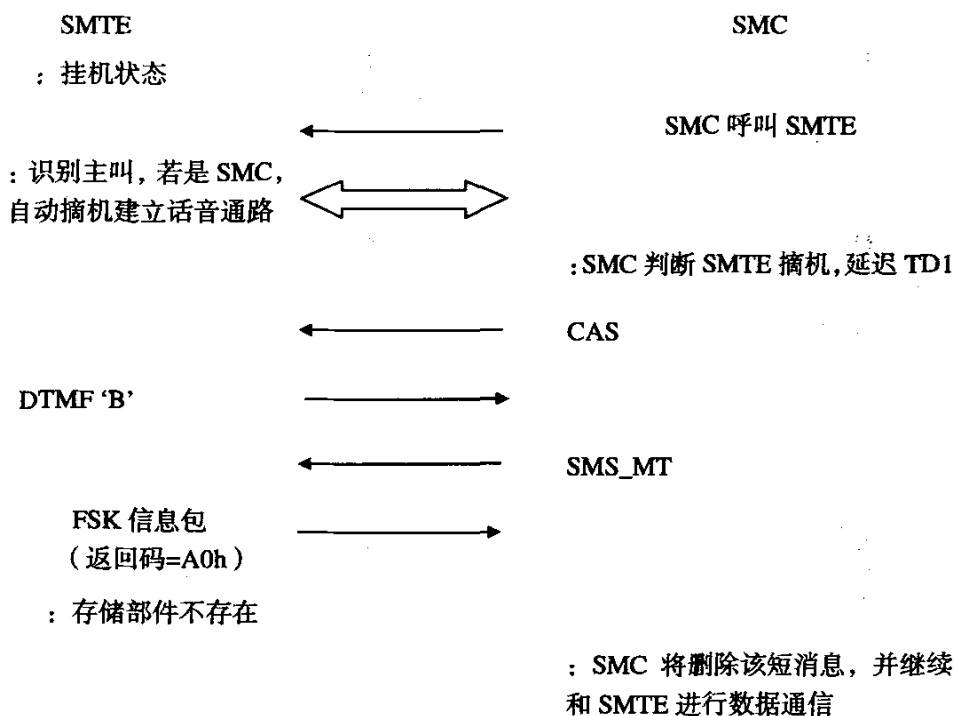 SMTE
SMC
：挂机状态
SMC 呼叫 SMTE
：识别主叫，若是 SMC，
自动摘机建立话音通路
：SMC 判断 SMTE 摘机，延迟 TD1
CAS
DTMF ‘B’
SMS_MT
FSK 信息包
（返回码=A0h）
：存储部件不存在
：SMC 将删除该短消息，并继续
和 SMTE 进行数据通信